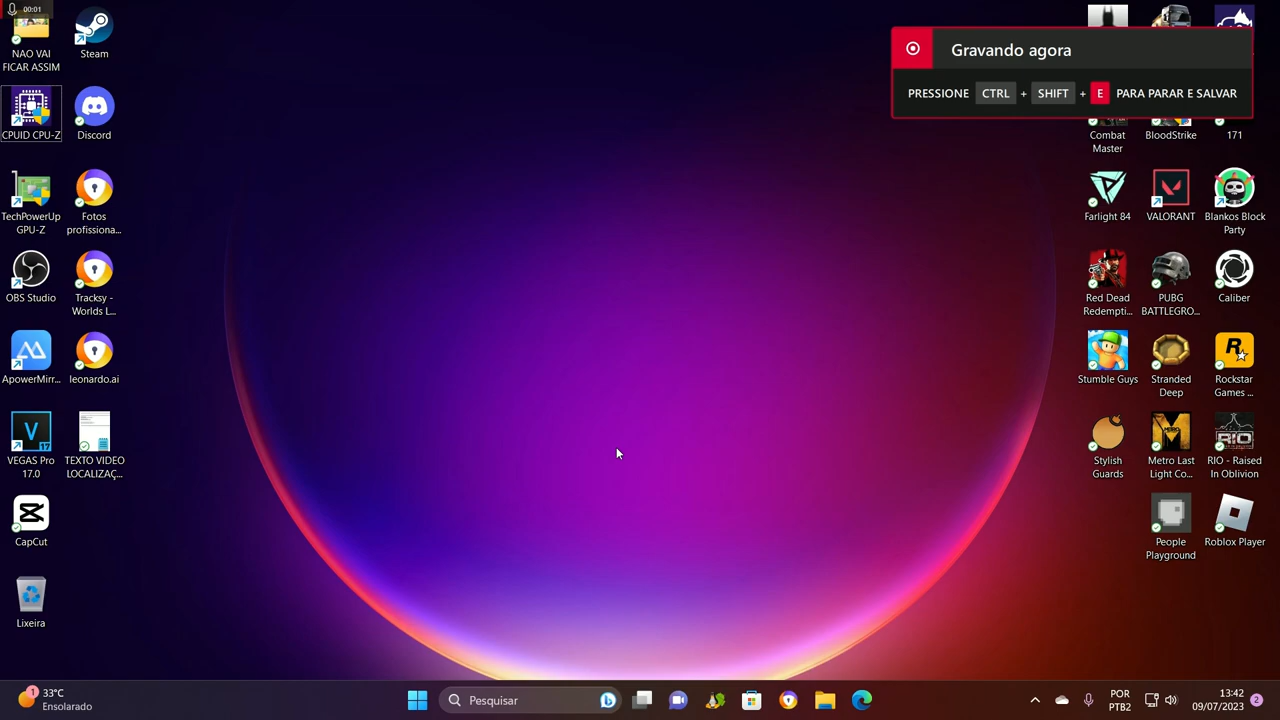 00:01
NAO VAI
FICAR ASSIM
Steam
Gravando agora
PRESSIONE CTRL + SHIFT + E PARA PARAR E SALVAR
CPUID CPU-Z
Discord
Combat
Master
BloodStrike
171
TechPowerUp
GPU-Z
Fotos
profissiona...
Farlight 84
VALORANT
Blankos Block
Party
OBS Studio
Tracksy -
Worlds L...
Red Dead
Redempti...
PUBG
BATTLEGRO...
Caliber
ApowerMirr...
leonardo.ai
Stumble Guys
Stranded
Deep
Rockstar
Games ...
VEGAS Pro
17.0
TEXTO VIDEO
LOCALIZAÇ...
Stylish
Guards
Metro Last
Light Co...
RIO - Raised
In Oblivion
CapCut
People
Playground
Roblox Player
Lixeira
33°C
Ensolarado
Pesquisar
POR
PTB2
13:42
09/07/2023
2